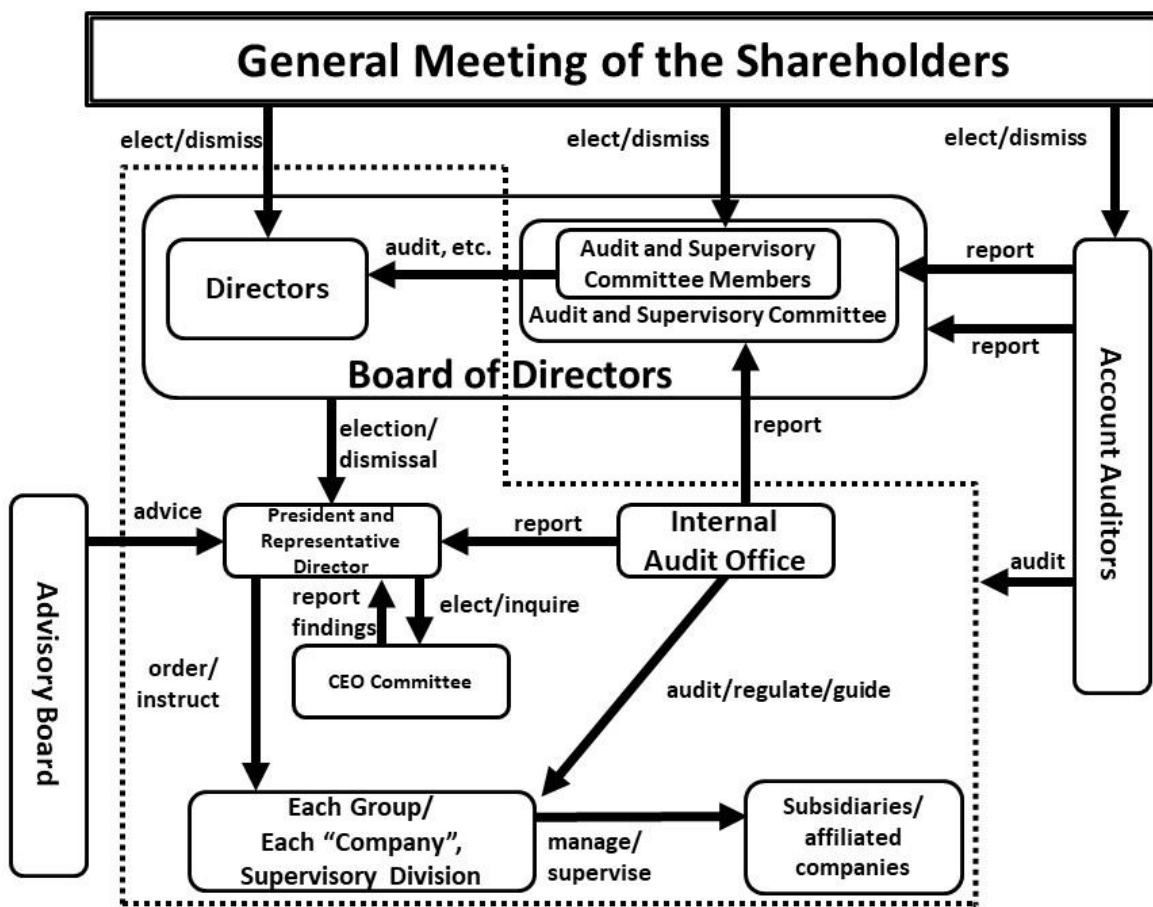 General Meeting of the Shareholders
elect/dismiss
elect/dismiss
elect/dismiss
Directors
audit, etc.
Audit and Supervisory
Committee Members
Audit and Supervisory Committee
Board of Directors
report
report
Account Auditors
election/
dismissal
report
Advisory Board
advice
President and
Representative
Director
report
Internal
Audit Office
audit
report
findings
elect/inquire
CEO Committee
order/
instruct
audit/regulate/guide
Each Group/
Each “Company”,
Supervisory Division
manage/
supervise
Subsidiaries/
affiliated
companies